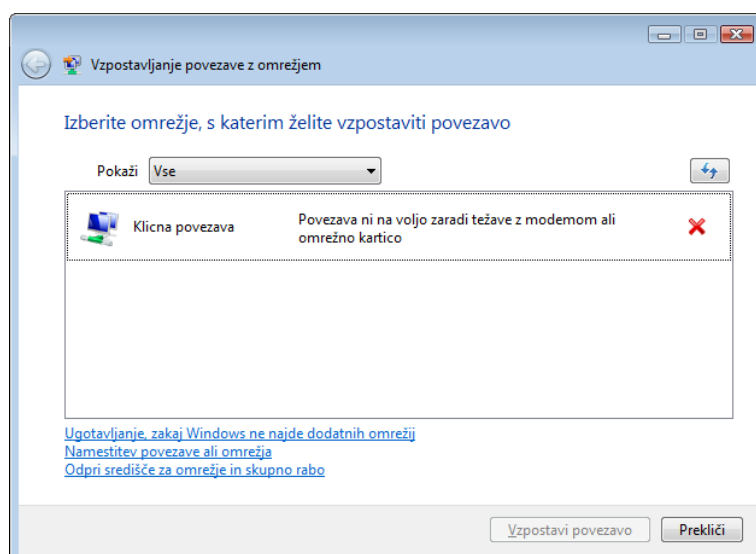 Vzpostavljanje povezave z omrežjem
Izberite omrežje, s katerim želite vzpostaviti povezavo
Pokaži Vse
Klicna povezava
Povezava ni na voljo zaradi težave z modemom ali
omrežno kartico
Ugotavljanje, zakaj Windows ne najde dodatnih omrežij
Namestitev povezave ali omrežja
Odpri središče za omrežje in skupno rabo
Vzpostavi povezavo Prekliči